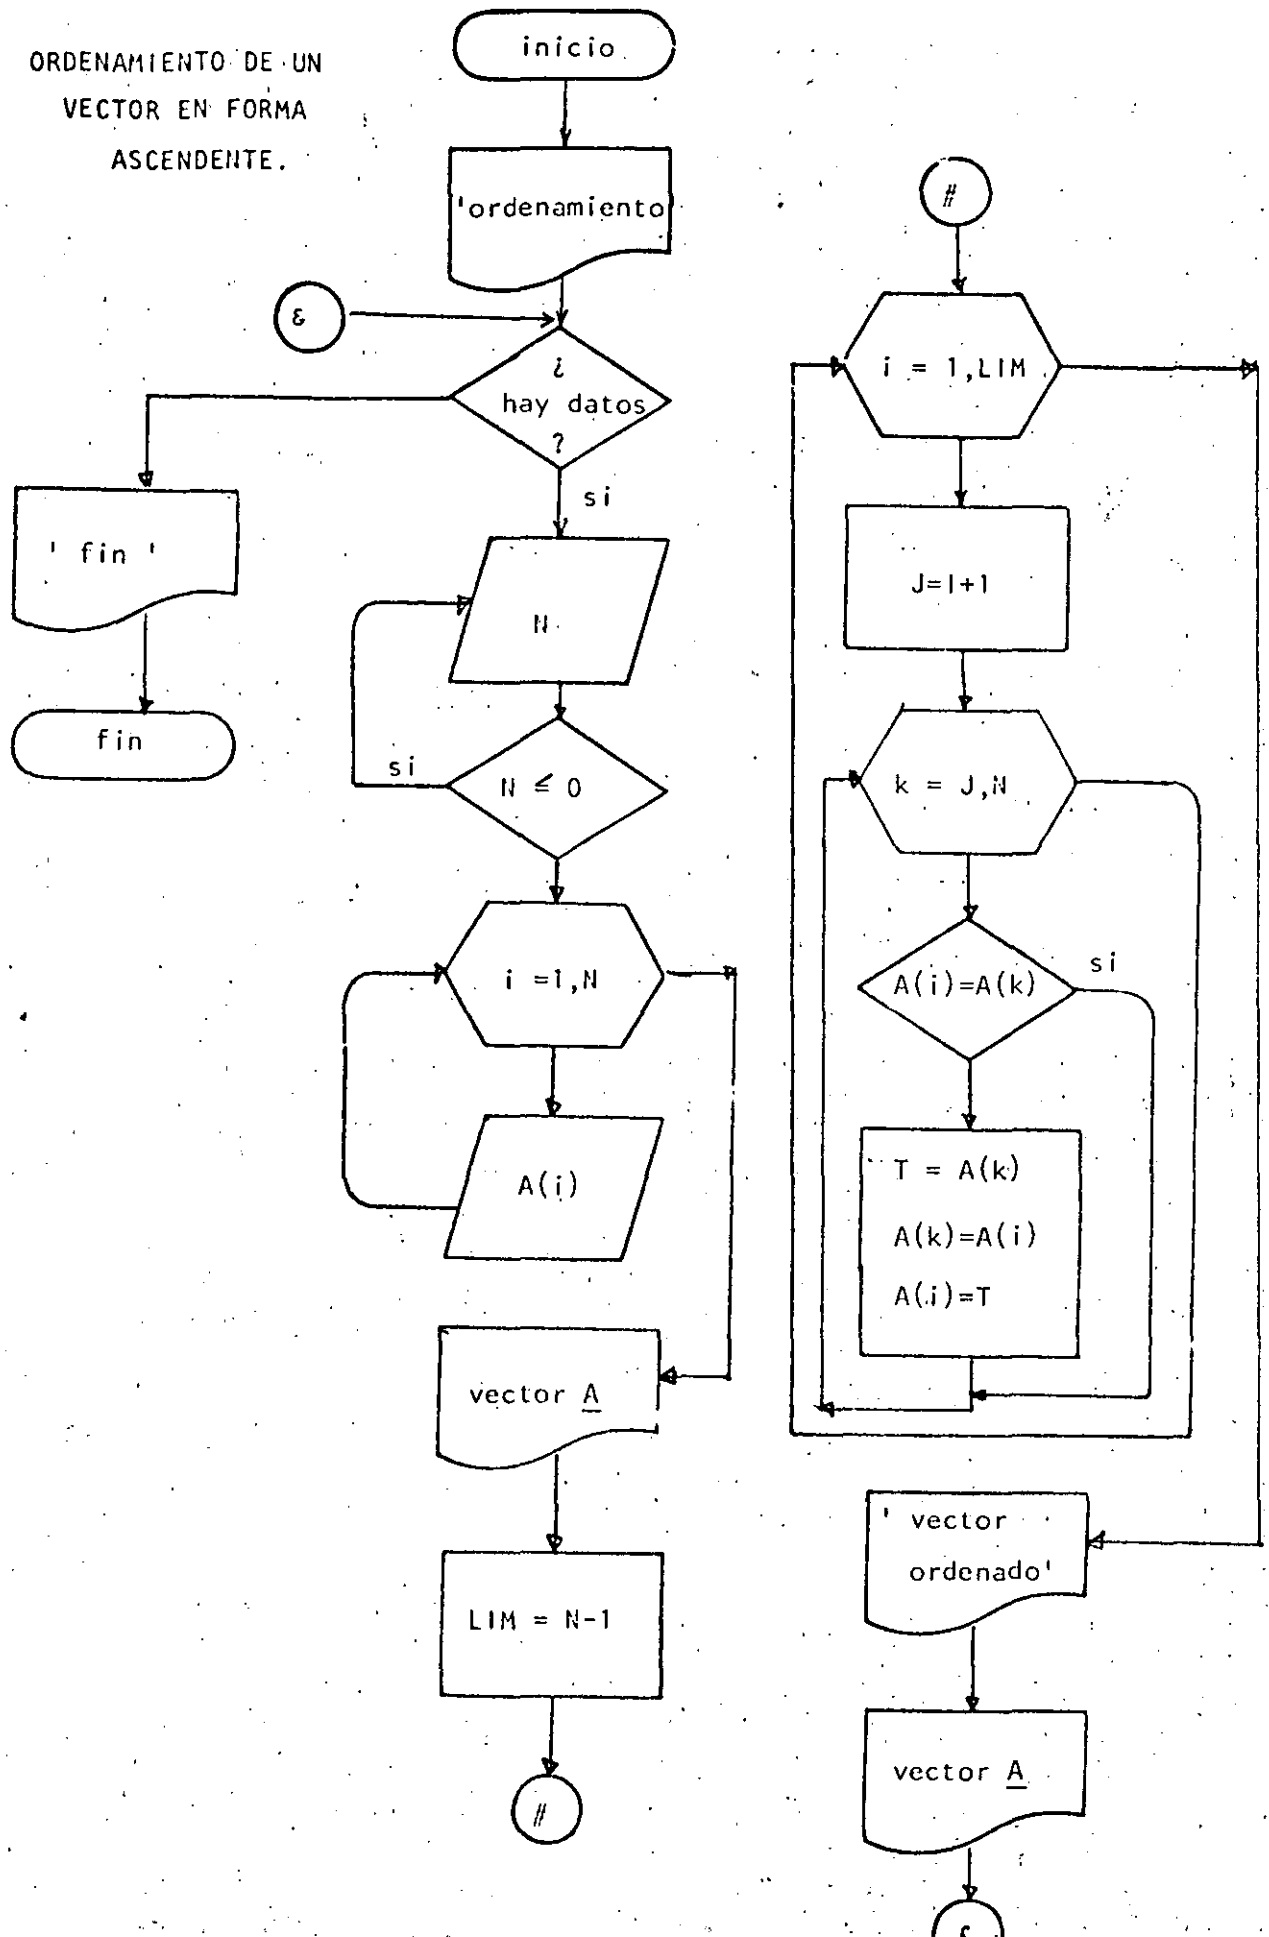 ORDENAMIENTO DE UN
VECTOR EN FORMA
ASCENDENTE.
inicio
'ordenamiento
&
¿
hay datos
?
si
' fin '
fin
N
si
N ≤ 0
i =1,N
A(i)
vector A
LIM = N-1
#
#
i = 1,LIM
J=I+1
k = J,N
A(i)=A(k)
si
T = A(k)
A(k)=A(i)
A(i)=T
' vector
ordenado'
vector A
&